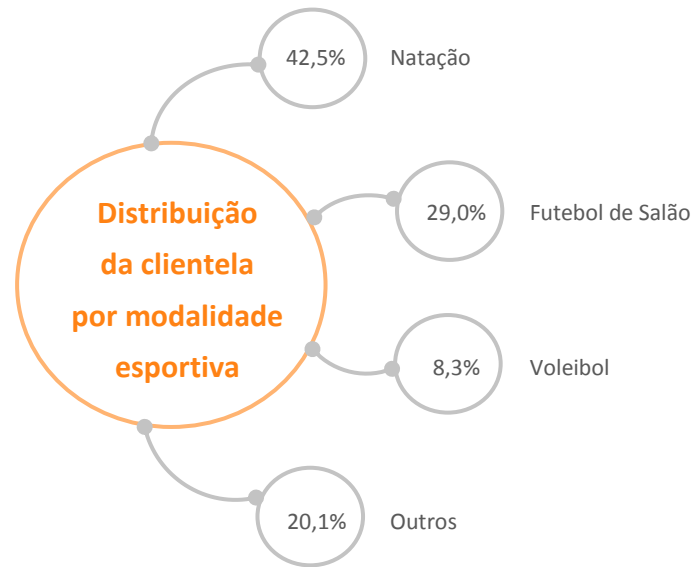 42,5% Natação
Distribuição
da clientela
por modalidade
esportiva
29,0% Futebol de Salão
8,3% Voleibol
20,1% Outros